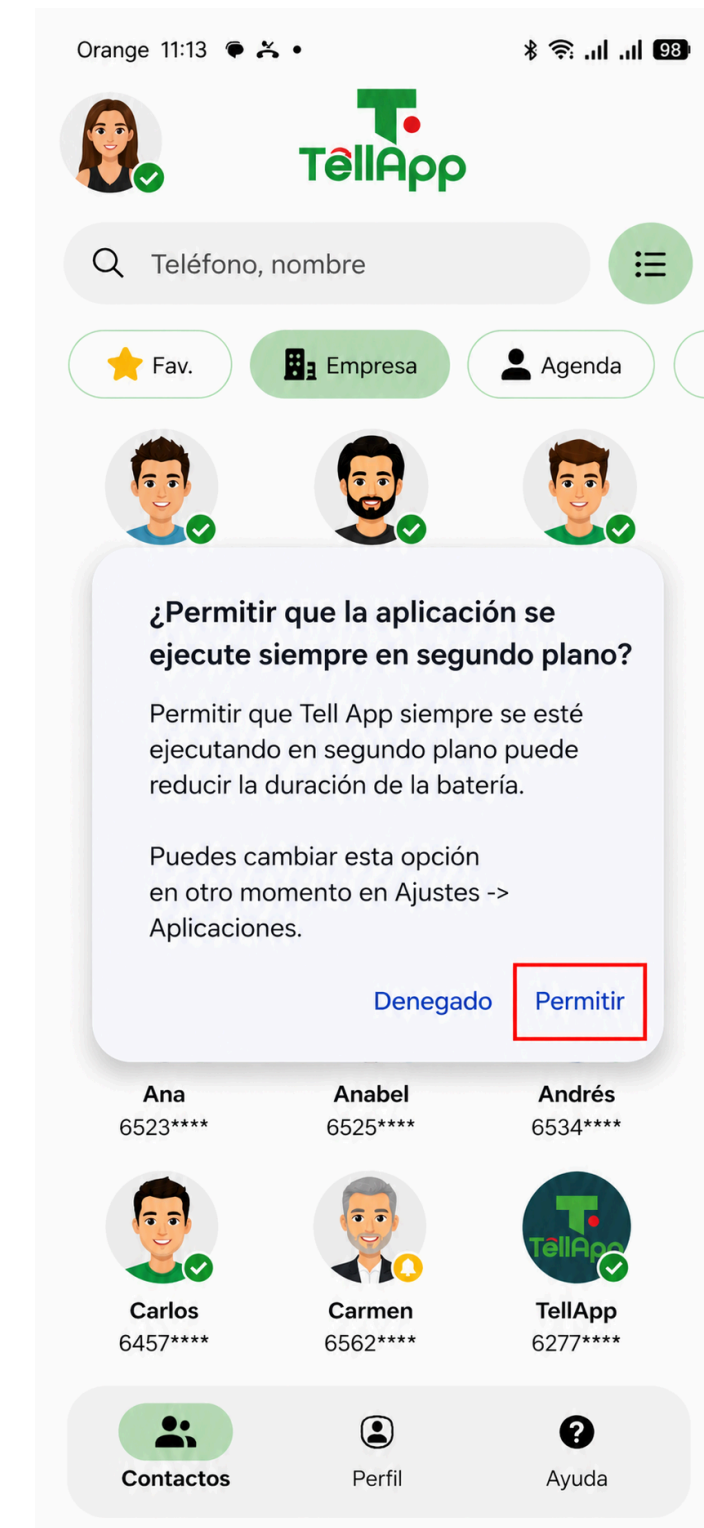 Orange 11:13
98
T.
TellApp
Teléfono, nombre
Fav.
Empresa
Agenda
¿Permitir que la aplicación se
ejecute siempre en segundo plano?
Permitir que Tell App siempre se esté
ejecutando en segundo plano puede
reducir la duración de la batería.
Puedes cambiar esta opción
en otro momento en Ajustes ->
Aplicaciones.
Denegado Permitir
Ana Anabel Andrés
6523**** 6525**** 6534****
T.
TellApp
Carlos Carmen TellApp
6457**** 6562**** 6277****
?
Contactos Perfil Ayuda